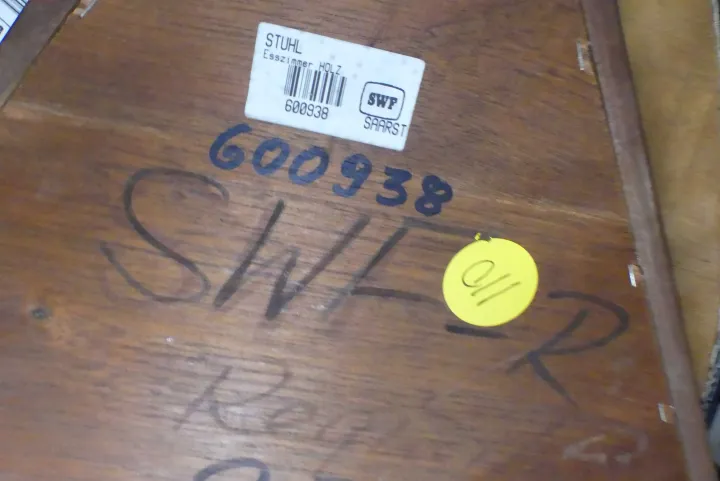 STUHL
Esszimmer HOLZ
600938
SWF
SAARST
600938
SWF-R